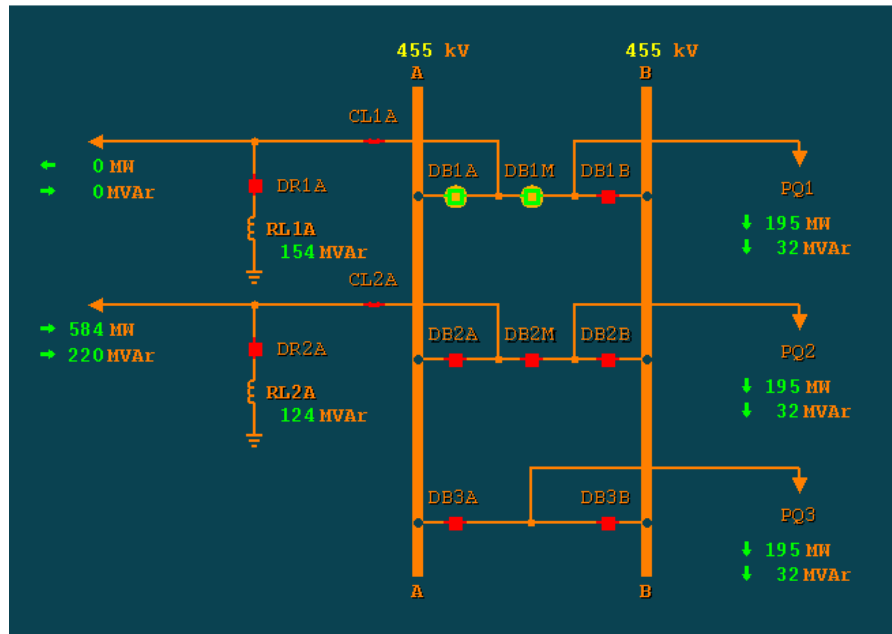 455 kV
455 kV
A
B
CL1A
← 0 MW
→ 0 MVAr
DR1A
DB1A
DB1M
DB1B
PQ1
RL1A
154 MVAr
↓ 195 MW
↓ 32 MVAr
CL2A
→ 584 MW
→ 220 MVAr
DR2A
DB2A
DB2M
DB2B
PQ2
RL2A
124 MVAr
↓ 195 MW
↓ 32 MVAr
DB3A
DB3B
PQ3
↓ 195 MW
↓ 32 MVAr
A
B